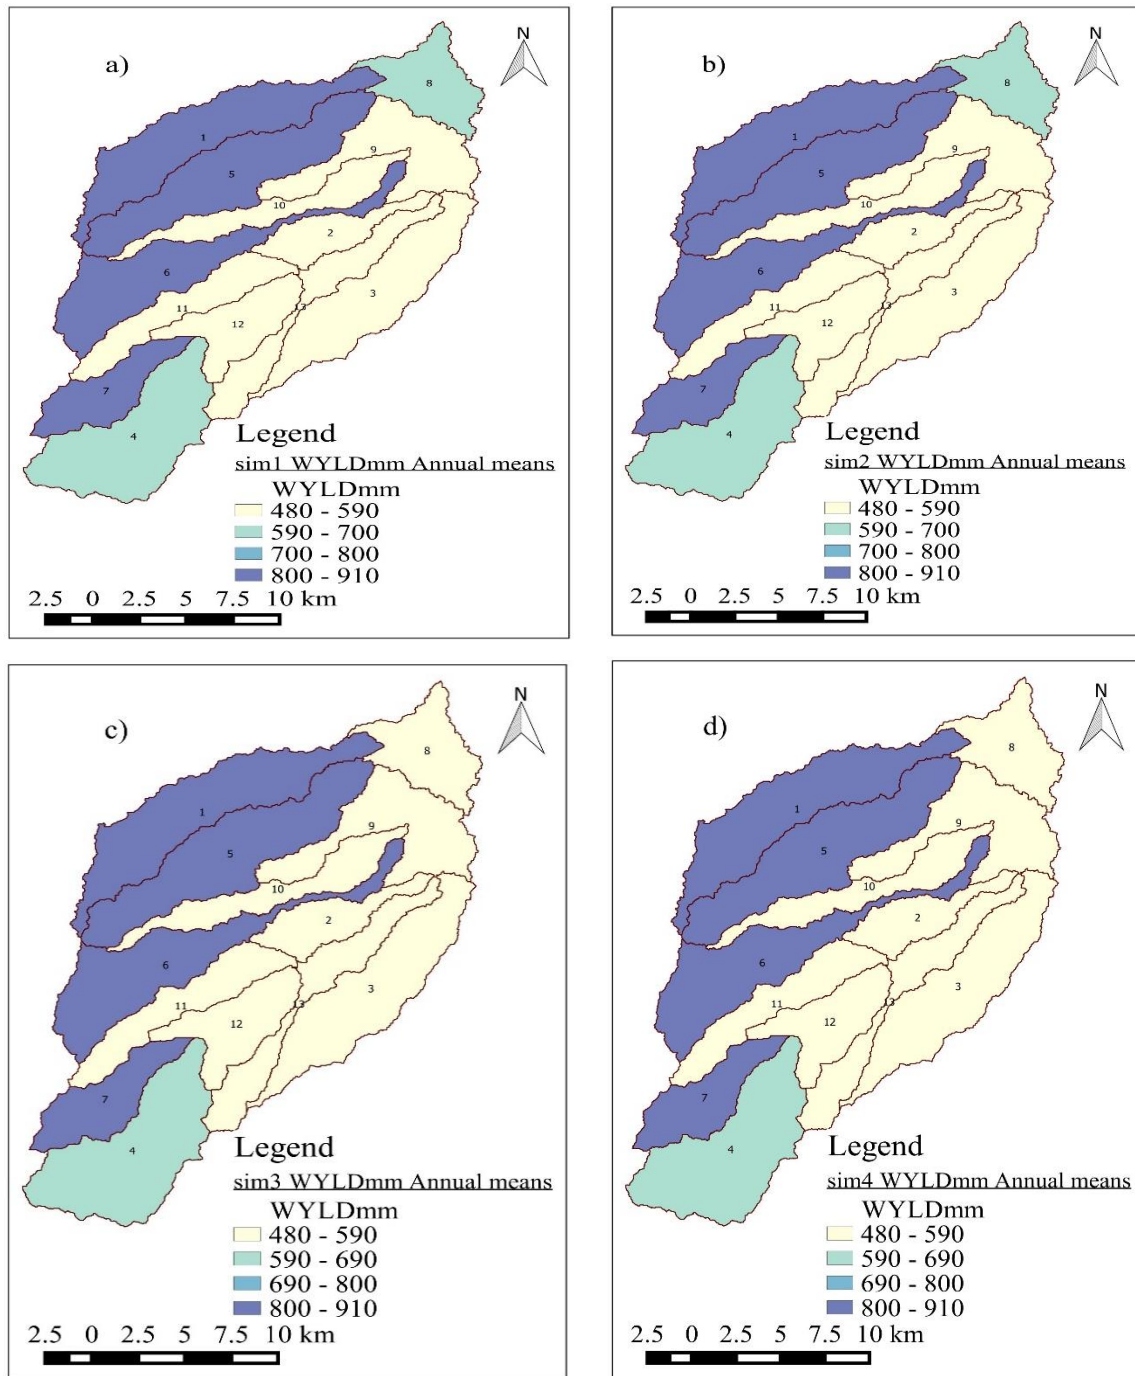 a)
N
8
1
5
9
10
2
6
3
11
13
12
7
4
Legend
sim1 WYLDmm Annual means
WYLDmm
480 - 590
590 - 700
700 - 800
800 - 910
2.5 0 2.5 5 7.5 10 km
b)
N
8
1
5
9
10
2
6
3
11
13
12
7
4
Legend
sim2 WYLDmm Annual means
WYLDmm
480 - 590
590 - 700
700 - 800
800 - 910
2.5 0 2.5 5 7.5 10 km
c)
N
8
1
5
9
10
2
6
3
11
13
12
7
4
Legend
sim3 WYLDmm Annual means
WYLDmm
480 - 590
590 - 690
690 - 800
800 - 910
2.5 0 2.5 5 7.5 10 km
d)
N
8
1
5
9
10
2
6
3
11
13
12
7
4
Legend
sim4 WYLDmm Annual means
WYLDmm
480 - 590
590 - 690
690 - 800
800 - 910
2.5 0 2.5 5 7.5 10 km